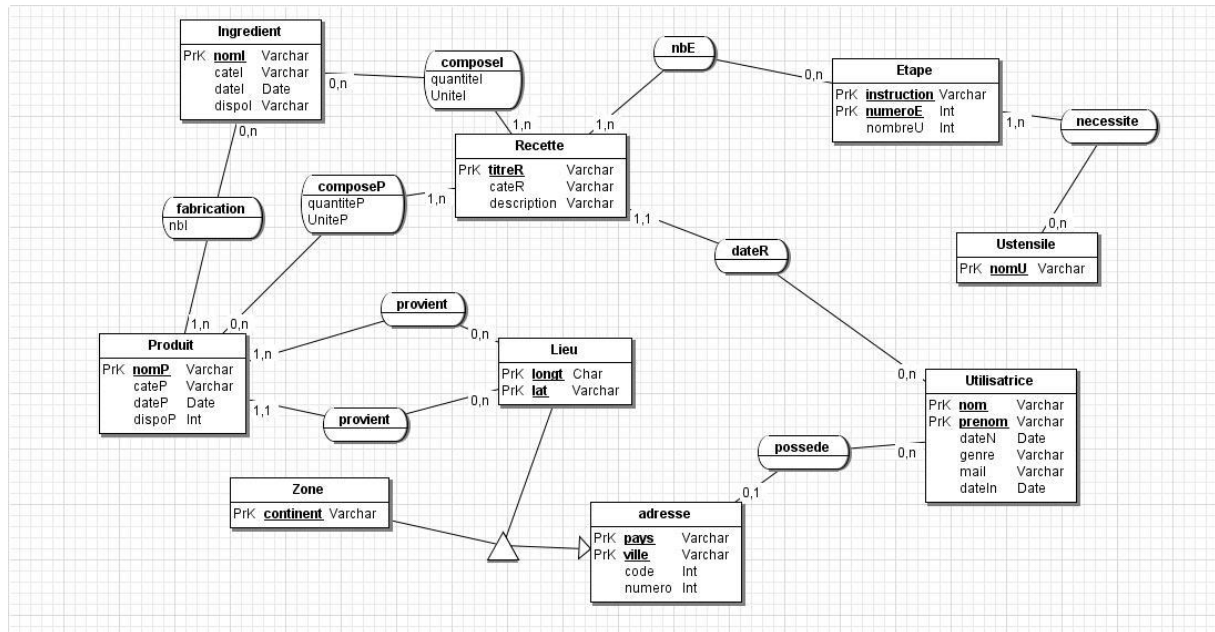 Ingredient
PrK nomI Varchar
cateI Varchar
dateI Date
dispoI Varchar
0,n
0,n
composeI
quantiteI
UniteI
1,n
nbE
1,n
0,n
Etape
PrK instruction Varchar
PrK numeroE Int
nombreU Int
1,n
necessite
0,n
Ustensile
PrK nomU Varchar
Recette
PrK titreR Varchar
cateR Varchar
description Varchar
1,n
1,1
composeP
quantiteP
UniteP
fabrication
nbI
1,n
0,n
dateR
0,n
provient
1,n
0,n
Produit
PrK nomP Varchar
cateP Varchar
dateP Date
dispoP Int
1,1
provient
0,n
Lieu
PrK longt Char
PrK lat Varchar
Utilisatrice
PrK nom Varchar
PrK prenom Varchar
dateN Date
genre Varchar
mail Varchar
dateIn Date
0,n
possede
0,1
Zone
PrK continent Varchar
adresse
PrK pays Varchar
PrK ville Varchar
code Int
numero Int